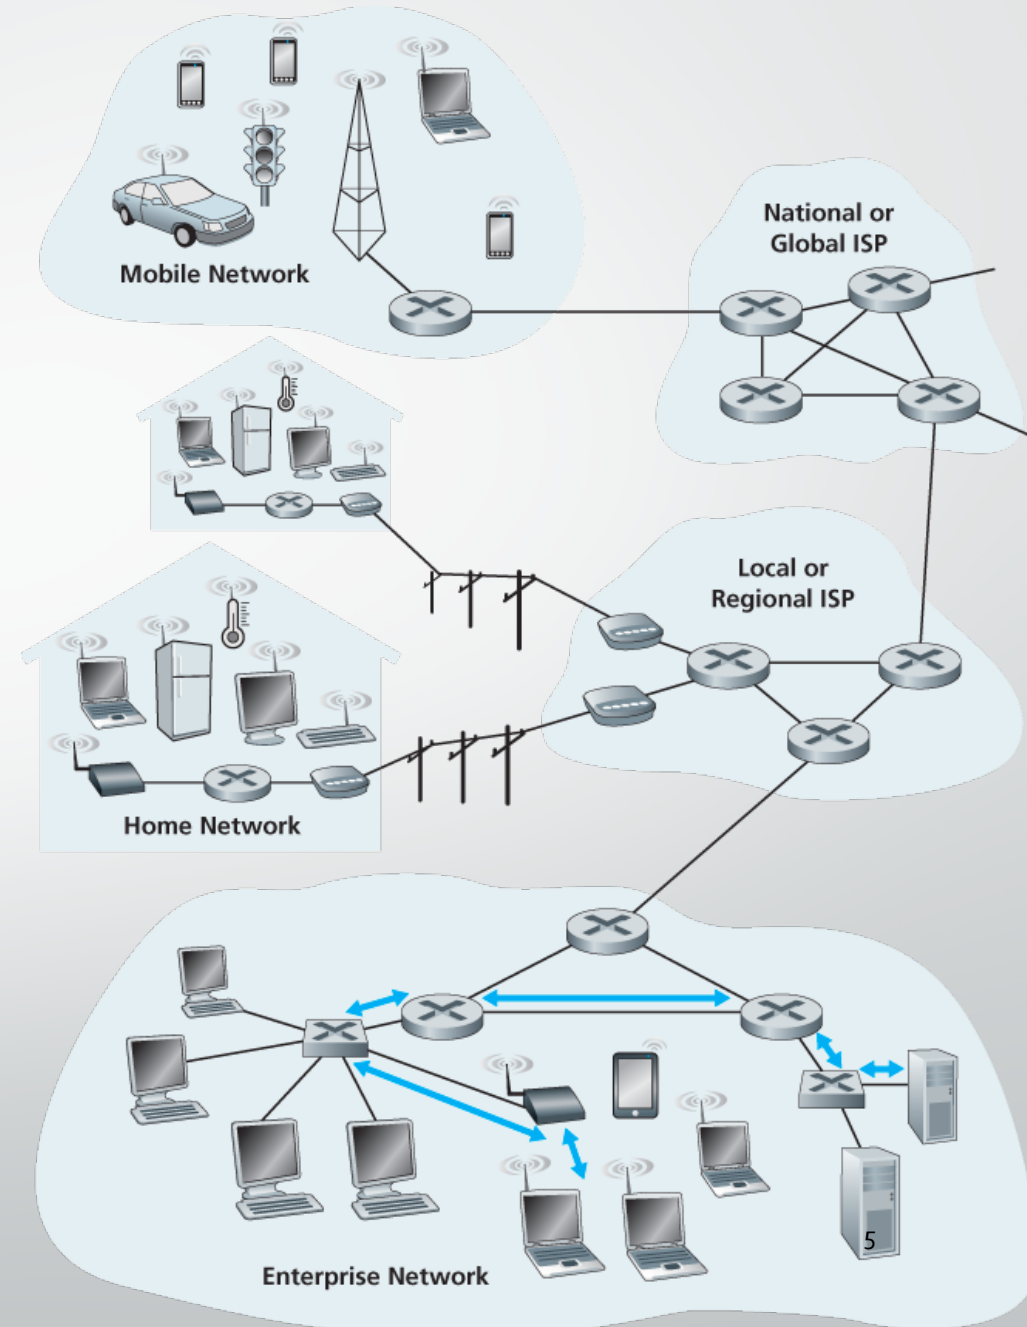 National or
Global ISP
Mobile Network
Local or
Regional ISP
Home Network
5
Enterprise Network